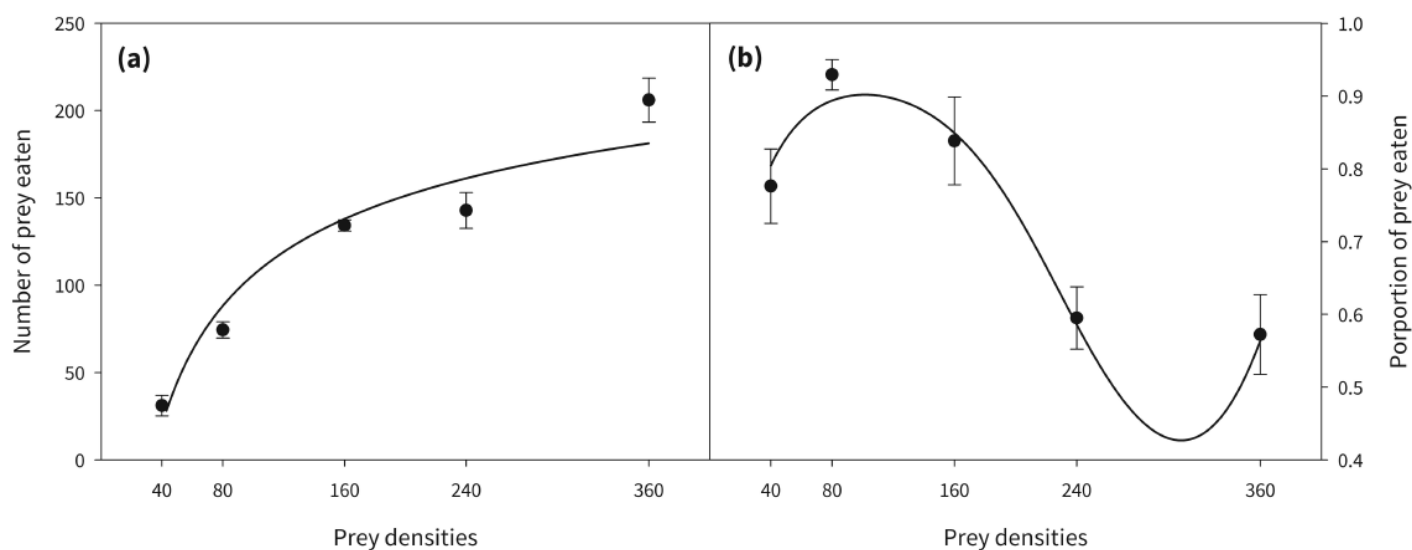 (a)
Number of prey eaten
250
200
150
100
50
0
40 80 160 240 360
Prey densities
(b)
1.0
0.9
0.8
0.7
0.6
0.5
0.4
Porportion of prey eaten
40 80 160 240 360
Prey densities